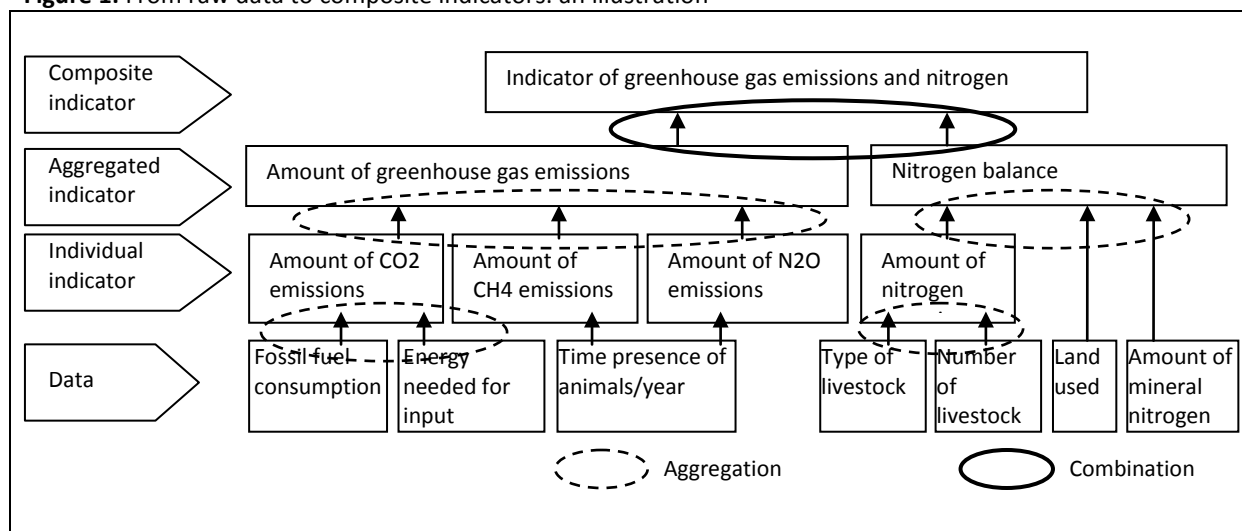 Figure 1. From raw data to composite indicators: an illustration
Composite
indicator
Indicator of greenhouse gas emissions and nitrogen
Aggregated
indicator
Amount of greenhouse gas emissions
Nitrogen balance
Individual
indicator
Amount of CO2
emissions
Amount of
CH4 emissions
Amount of N2O
emissions
Amount of
nitrogen
Data
Fossil fuel
consumption
Energy
needed for
input
Time presence of
animals/year
Type of
livestock
Number
of
livestock
Land
used
Amount of
mineral
nitrogen
Aggregation
Combination